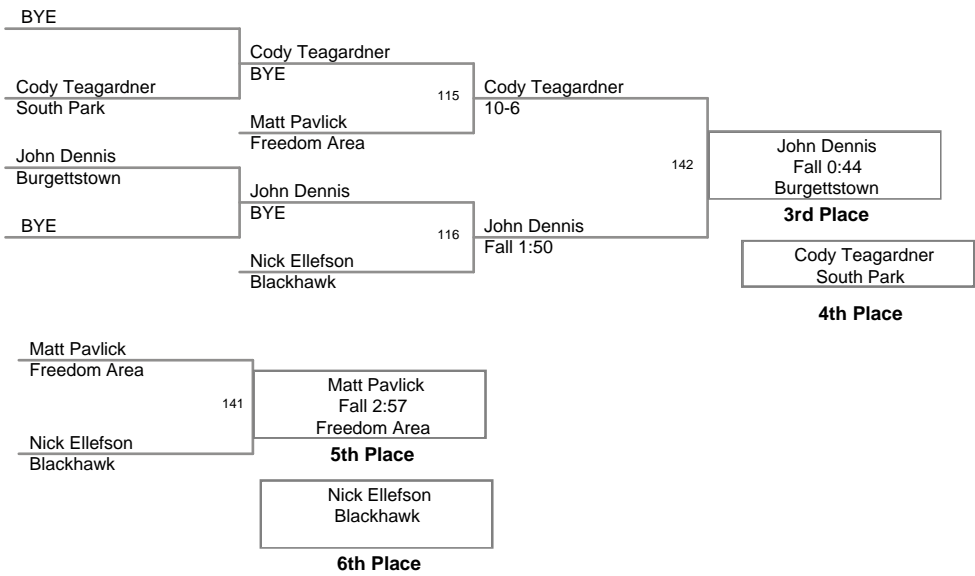 BYE
Cody Teagardner
South Park
John Dennis
Burgettstown
BYE
Cody Teagardner
BYE
115
Matt Pavlick
Freedom Area
John Dennis
BYE
116
Nick Ellefson
Blackhawk
Cody Teagardner
10-6
142
John Dennis
Fall 1:50
John Dennis
Fall 0:44
Burgettstown
3rd Place
Cody Teagardner
South Park
4th Place
Matt Pavlick
Freedom Area
141
Nick Ellefson
Blackhawk
Matt Pavlick
Fall 2:57
Freedom Area
5th Place
Nick Ellefson
Blackhawk
6th Place